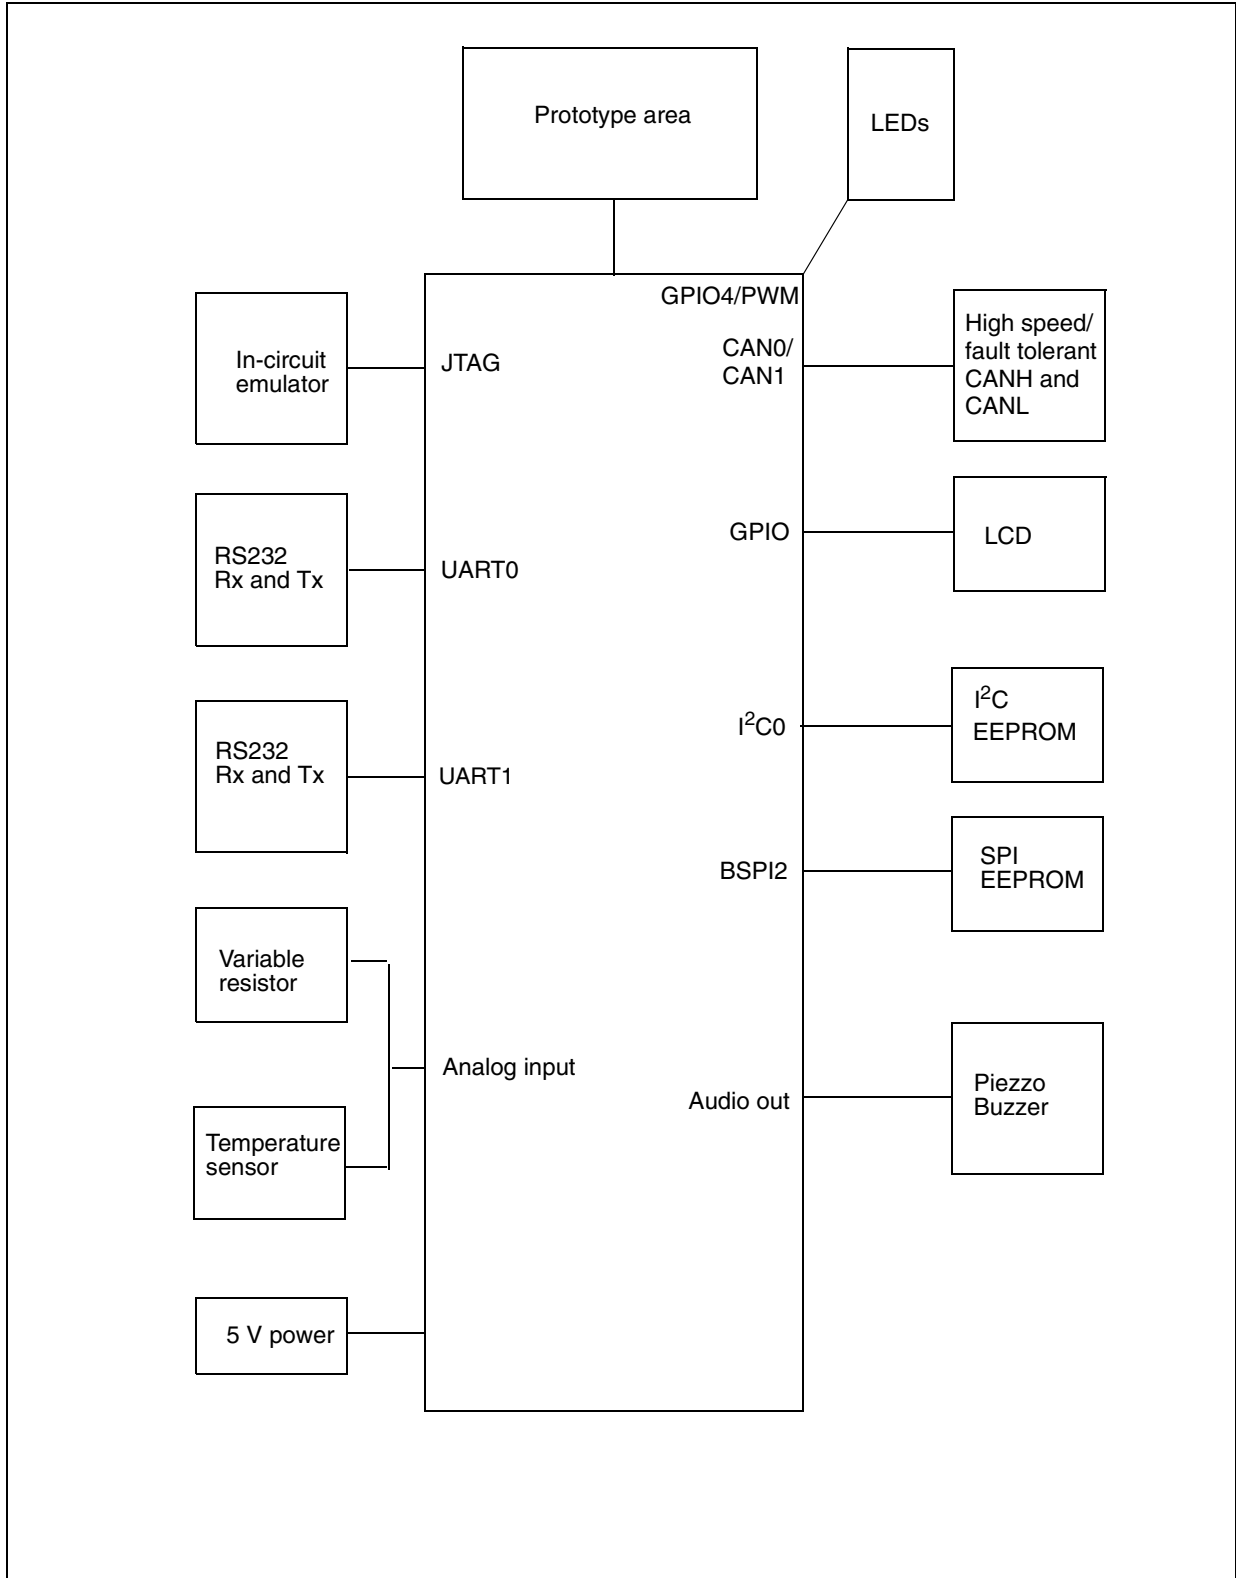 Prototype area
LEDs
GPIO4/PWM
In-circuit
emulator
JTAG
CAN0/
CAN1
High speed/
fault tolerant
CANH and
CANL
RS232
Rx and Tx
UART0
GPIO
LCD
RS232
Rx and Tx
UART1
I²C0
I²C
EEPROM
BSPI2
SPI
EEPROM
Variable
resistor
Analog input
Temperature
sensor
Audio out
Piezzo
Buzzer
5 V power